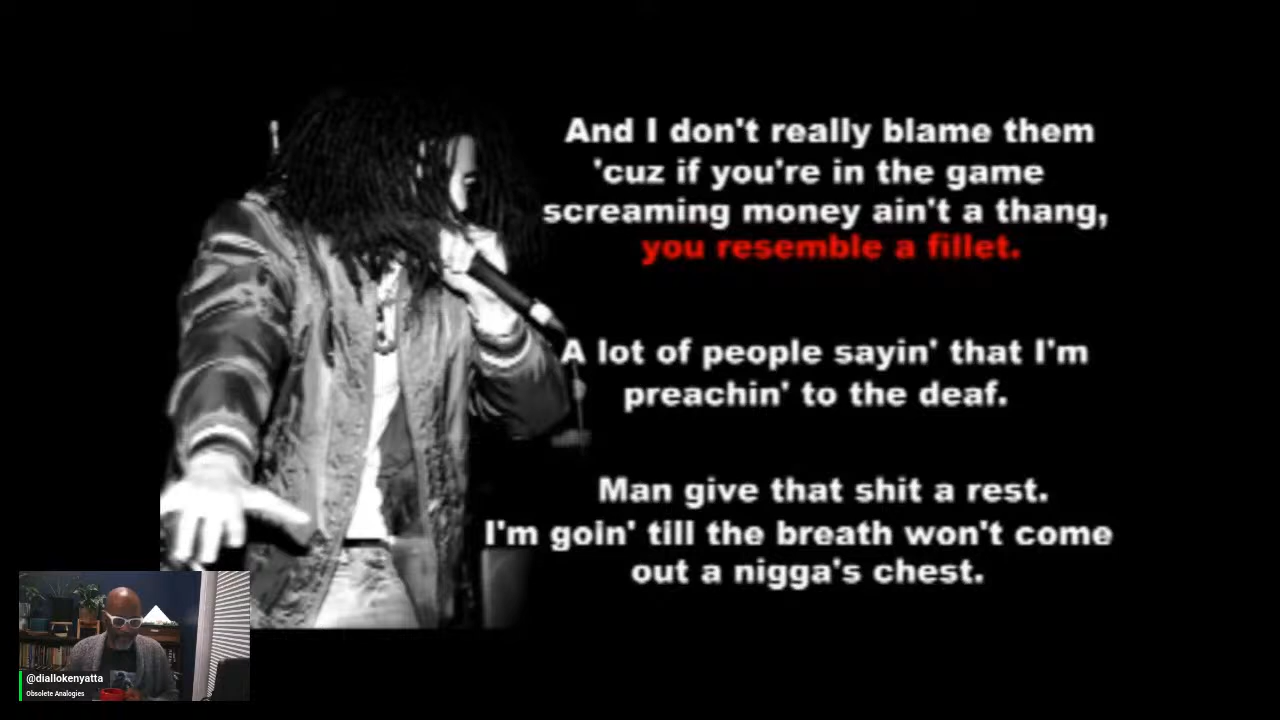 And I don't really blame them
'cuz if you're in the game
screaming money ain't a thang,
you resemble a fillet.
A lot of people sayin' that I'm
preachin' to the deaf.
Man give that shit a rest.
I'm goin' till the breath won't come
out a nigga's chest.
@diallokenyatta
Obsolete Analogies